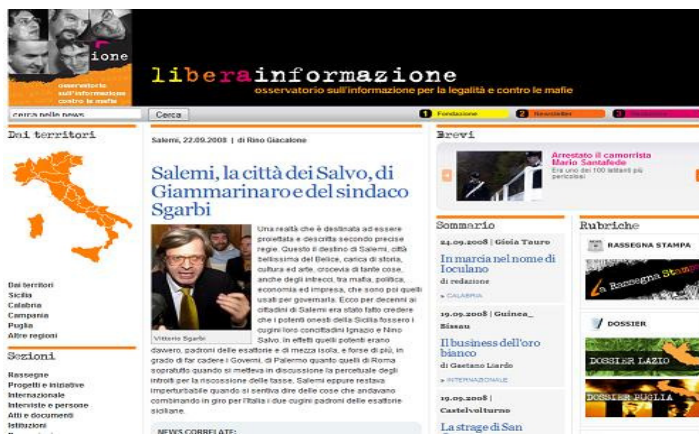 ione
osservatorio
sull'informazione
contro le mafie
liberainformazione
osservatorio sull'informazione per la legalità e contro le mafie
cerca nelle news
Cerca
1 Fondazione
2 Newsletter
3
Dai territori
Dai territori
Sicilia
Calabria
Campania
Puglia
Altre regioni
Sezioni
Rassegne
Progetti e iniziative
Internazionale
Interviste e persone
Atti e documenti
Istituzioni
Salemi, 22.09.2008 | di Rino Giacalone
Salemi, la città dei Salvo, di
Giammarinaro e del sindaco
Sgarbi
Una realtà che è destinata ad essere
proiettata e descritta secondo precise
regie. Questo il destino di Salemi, città
bellissima del Belice, carica di storia,
cultura ed arte, crocevia di tante cose,
anche degli intrecci, tra mafia, politica,
economia ed impresa, che sono poi quelli
usati per governarla. Ecco per decenni ai
cittadini di Salemi era stato fatto credere
che i potenti onesti della Sicilia fossero i
cugini loro concittadini Ignazio e Nino
Salvo. In effetti quelli potenti erano
Vittorio Sgarbi
davvero, padroni delle esattorie e di mezza isola, e forse di più, in
grado di far cadere i Governi, di Palermo quanto quelli di Roma
sopratutto quando si metteva in discussione la percetuale degli
introiti per la riscossione delle tasse, Salemi eppure restava
imperturbabile quando si sentiva dire delle cose che andavano
combinando in giro per l'Italia i due cugini padroni delle esattorie
siciliane.
NEWS CORRELATE:
Brevi
Arrestato il camorrista
Mario Santafede
Era uno dei 100 latitanti più
pericolosi
Sommario
24.09.2008 | Gioia Tauro
In marcia nel nome di
Ioculano
di redazione
CALABRIA
19.09.2008 | Guinea_
Bissau
Il business dell'oro
bianco
di Gaetano Liardo
INTERNAZIONALE
19.09.2008 |
Castelvolturno
La strage di San
Rubriche
RASSEGNA STAMPA
La Rassegna Stampa
DOSSIER
DOSSIER LAZIO
DOSSIER PUGLIA